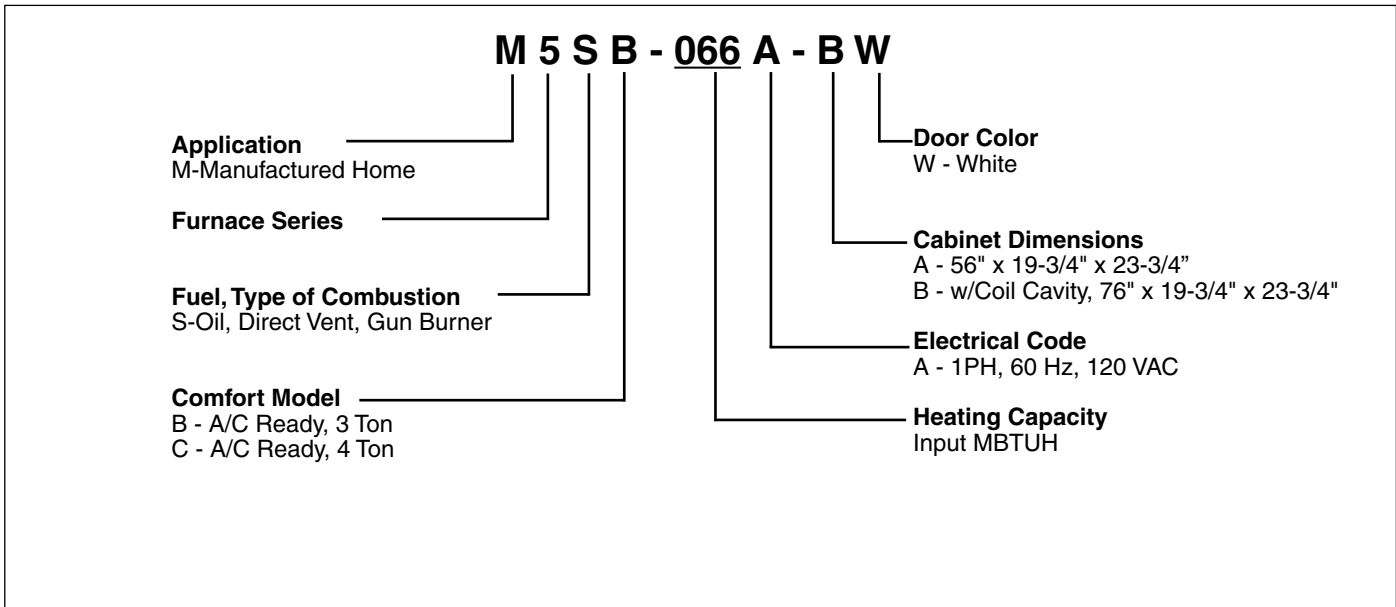 M 5 S B - 066 A - B W
Application
M-Manufactured Home
Furnace Series
Fuel, Type of Combustion
S-Oil, Direct Vent, Gun Burner
Comfort Model
B - A/C Ready, 3 Ton
C - A/C Ready, 4 Ton
Door Color
W - White
Cabinet Dimensions
A - 56" x 19-3/4" x 23-3/4”
B - w/Coil Cavity, 76" x 19-3/4" x 23-3/4"
Electrical Code
A - 1PH, 60 Hz, 120 VAC
Heating Capacity
Input MBTUH